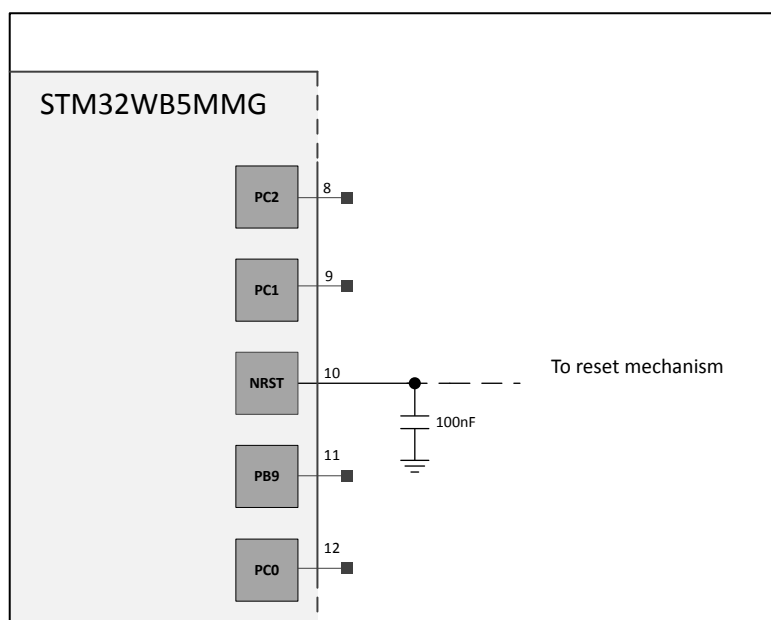 STM32WB5MMG
PC2
8
PC1
9
NRST
10
To reset mechanism
100nF
PB9
11
PC0
12